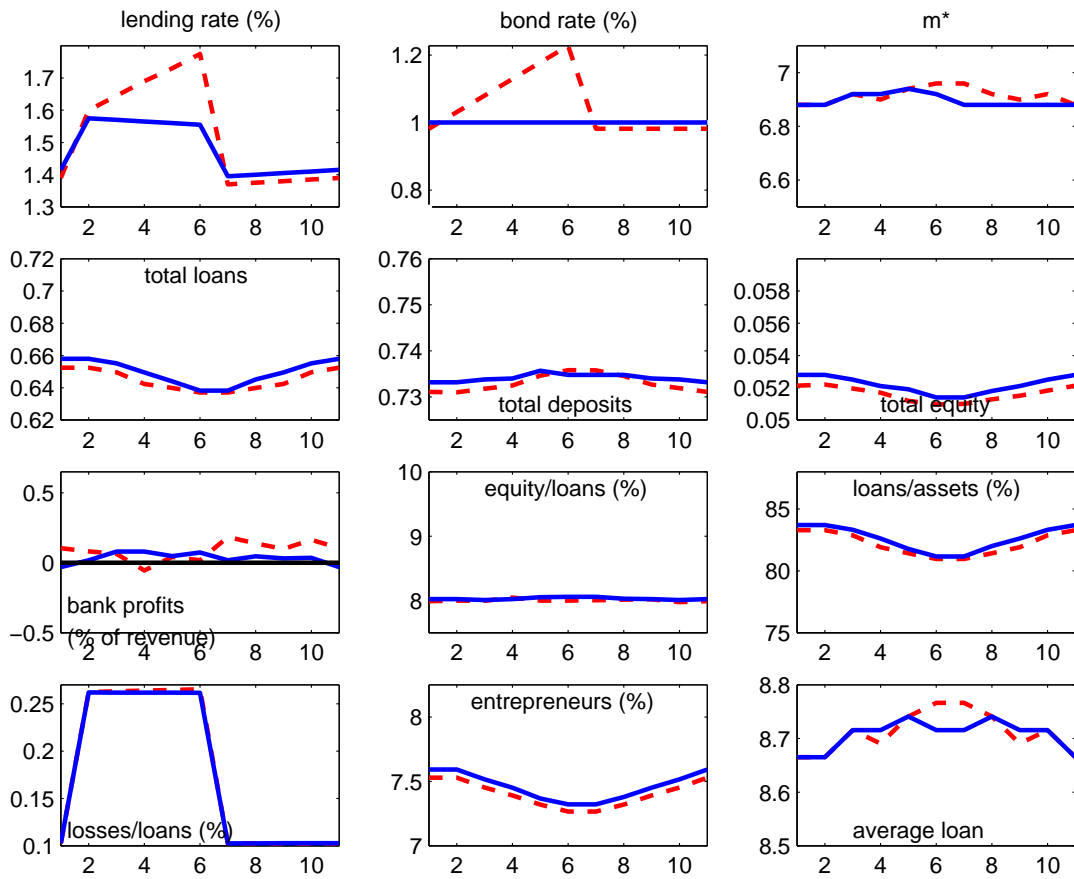 lending rate (%)
bond rate (%)
m*
1.7
1.6
1.5
1.4
1.3
2 4 6 8 10
1.2
1
0.8
2 4 6 8 10
7
6.8
6.6
2 4 6 8 10
0.72
0.7
0.68
0.66
0.64
0.62
total loans
2 4 6 8 10
0.76
0.75
0.74
0.73
total deposits
2 4 6 8 10
0.058
0.056
0.054
0.052
0.05
total equity
2 4 6 8 10
0.5
0
−0.5
bank profits
(% of revenue)
2 4 6 8 10
10
9
8
equity/loans (%)
2 4 6 8 10
85
80
75
loans/assets (%)
2 4 6 8 10
0.25
0.2
0.15
0.1
losses/loans (%)
2 4 6 8 10
8
7.5
7
entrepreneurs (%)
2 4 6 8 10
8.8
8.7
8.6
8.5
average loan
2 4 6 8 10